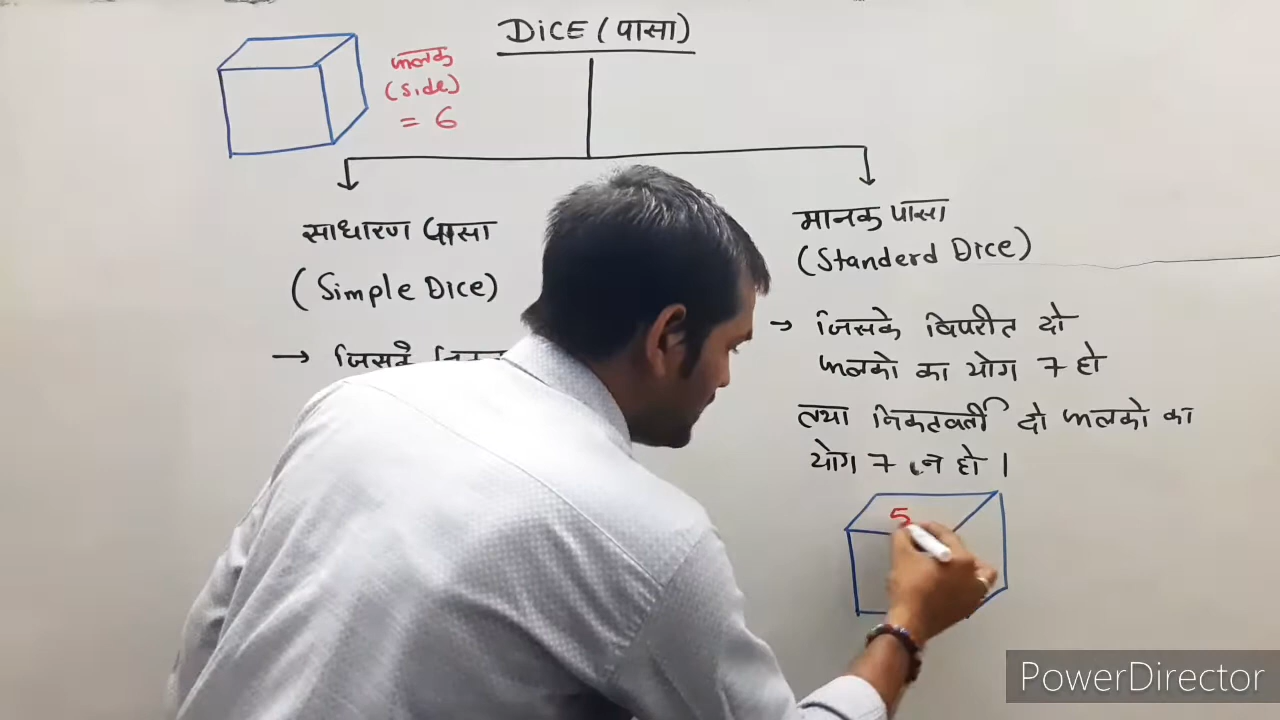 DiCE (पासा)
फलक
(side)
= 6
साधारण पासा
(Simple Dice)
→ जिसके
मानक पासा
(Standerd Dice)
→ जिसके विपरीत दो
फलको का योग 7 हो
तथा निकटवर्ती दो फलको का
योग 7 न हो ।
5
PowerDirector